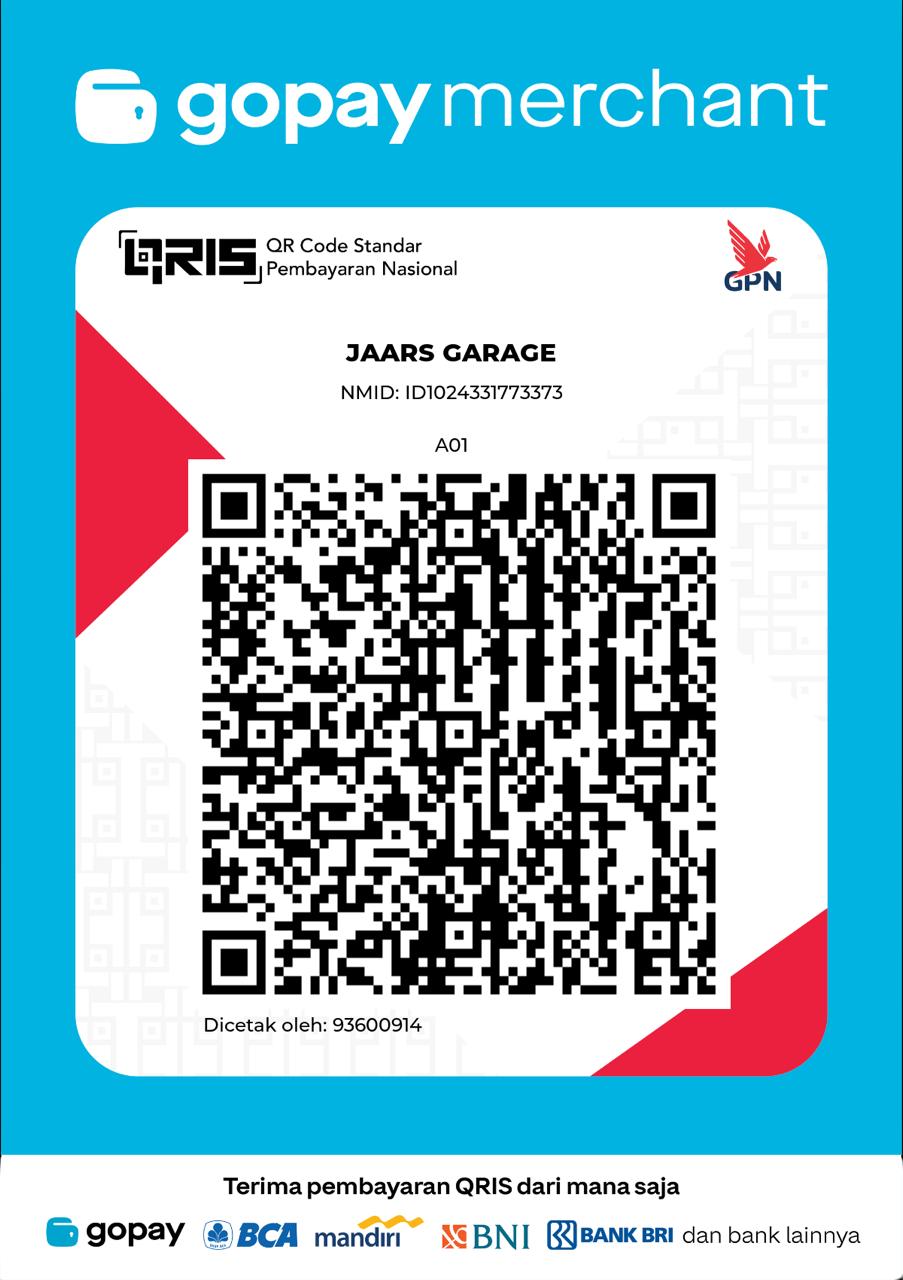 gopay merchant
QRIS QR Code Standar
Pembayaran Nasional
GPN
JAARS GARAGE
NMID: ID1024331773373
A01
Dicetak oleh: 93600914
Terima pembayaran QRIS dari mana saja
gopay BCA mandiri BNI BANK BRI dan bank lainnya